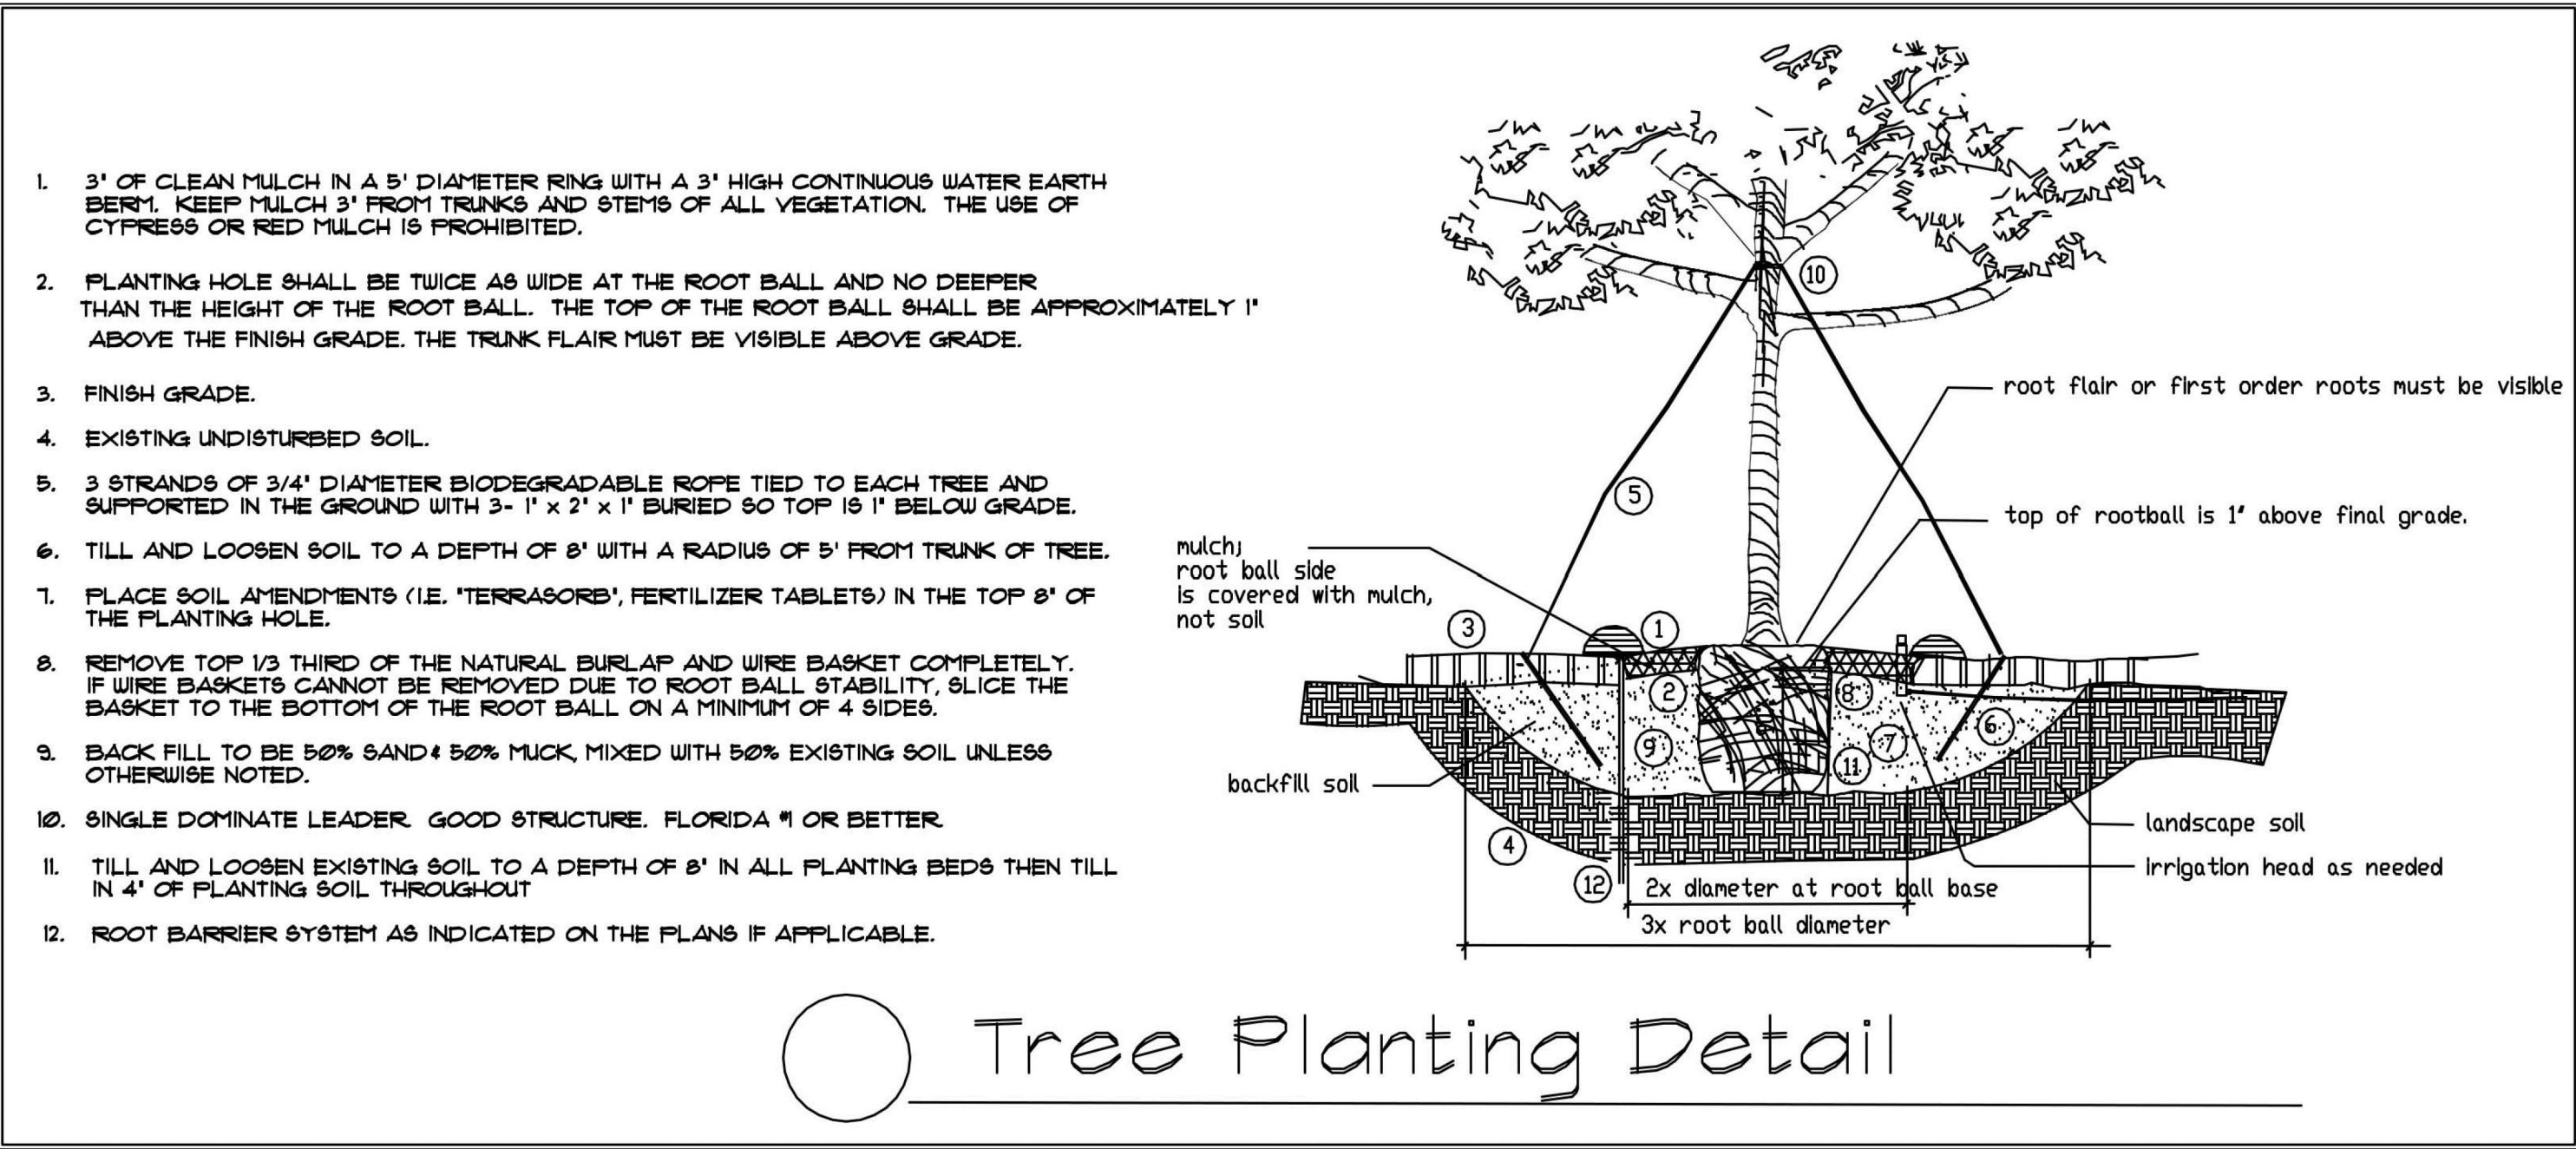 1. 3" OF CLEAN MULCH IN A 5' DIAMETER RING WITH A 3" HIGH CONTINUOUS WATER EARTH
BERM. KEEP MULCH 3" FROM TRUNKS AND STEMS OF ALL VEGETATION. THE USE OF
CYPRESS OR RED MULCH IS PROHIBITED.
2. PLANTING HOLE SHALL BE TWICE AS WIDE AT THE ROOT BALL AND NO DEEPER
THAN THE HEIGHT OF THE ROOT BALL. THE TOP OF THE ROOT BALL SHALL BE APPROXIMATELY 1"
ABOVE THE FINISH GRADE. THE TRUNK FLAIR MUST BE VISIBLE ABOVE GRADE.
3. FINISH GRADE.
4. EXISTING UNDISTURBED SOIL.
5. 3 STRANDS OF 3/4" DIAMETER BIODEGRADABLE ROPE TIED TO EACH TREE AND
SUPPORTED IN THE GROUND WITH 3- 1" x 2" x 1' BURIED SO TOP IS 1" BELOW GRADE.
6. TILL AND LOOSEN SOIL TO A DEPTH OF 8" WITH A RADIUS OF 5' FROM TRUNK OF TREE.
7. PLACE SOIL AMENDMENTS (I.E. "TERRASORB", FERTILIZER TABLETS) IN THE TOP 8" OF
THE PLANTING HOLE.
8. REMOVE TOP 1/3 THIRD OF THE NATURAL BURLAP AND WIRE BASKET COMPLETELY.
IF WIRE BASKETS CANNOT BE REMOVED DUE TO ROOT BALL STABILITY, SLICE THE
BASKET TO THE BOTTOM OF THE ROOT BALL ON A MINIMUM OF 4 SIDES.
9. BACK FILL TO BE 50% SAND & 50% MUCK, MIXED WITH 50% EXISTING SOIL UNLESS
OTHERWISE NOTED.
10. SINGLE DOMINATE LEADER. GOOD STRUCTURE. FLORIDA #1 OR BETTER
11. TILL AND LOOSEN EXISTING SOIL TO A DEPTH OF 8" IN ALL PLANTING BEDS THEN TILL
IN 4" OF PLANTING SOIL THROUGHOUT
12. ROOT BARRIER SYSTEM AS INDICATED ON THE PLANS IF APPLICABLE.
10
root flair or first order roots must be visible
5
top of rootball is 1" above final grade.
mulch;
root ball side
is covered with mulch,
not soil
3
1
2
8
6
9
7
11
backfill soil
4
landscape soil
irrigation head as needed
12
2x diameter at root ball base
3x root ball diameter
Tree Planting Detail